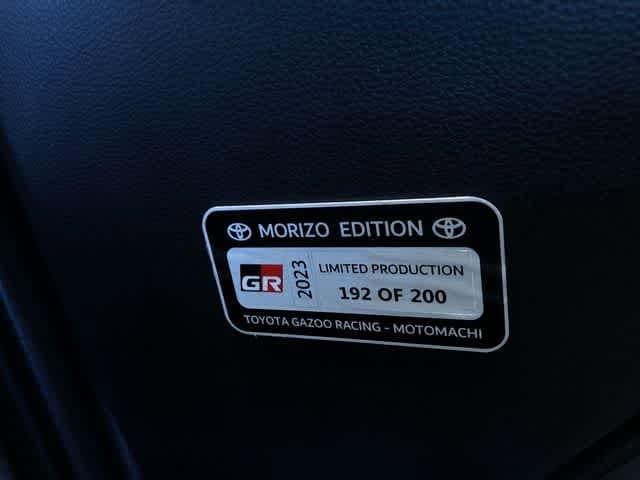 MORIZO EDITION
GR
2023
LIMITED PRODUCTION
192 OF 200
TOYOTA GAZOO RACING - MOTOMACHI